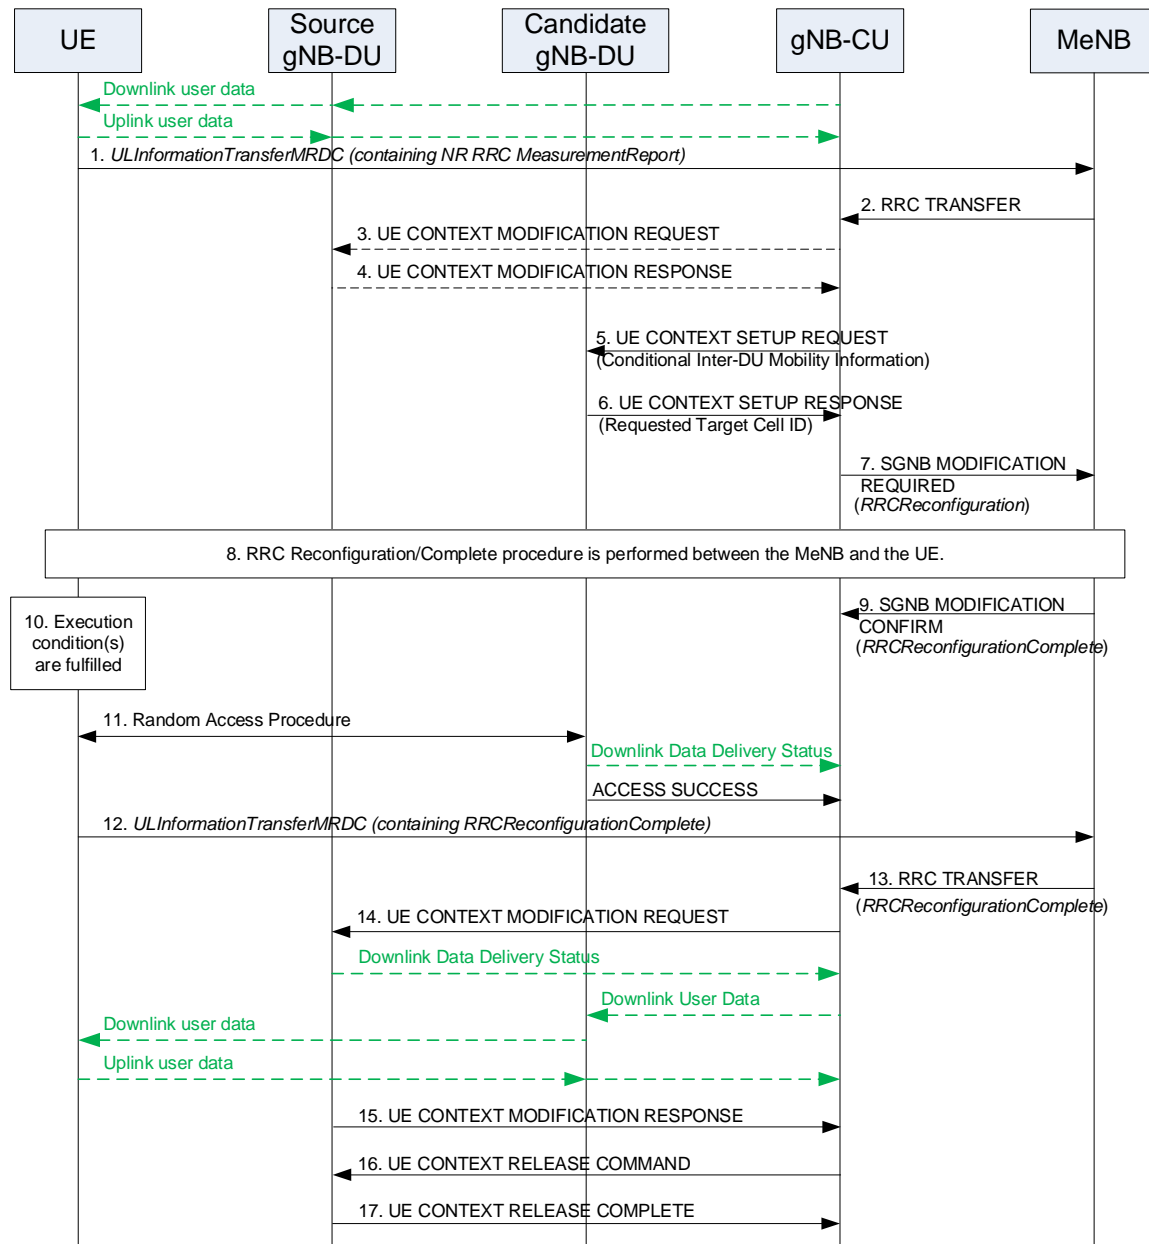 UE
Source
gNB-DU
Candidate
gNB-DU
gNB-CU
MeNB
Downlink user data
Uplink user data
1. ULInformationTransferMRDC (containing NR RRC MeasurementReport)
2. RRC TRANSFER
3. UE CONTEXT MODIFICATION REQUEST
4. UE CONTEXT MODIFICATION RESPONSE
5. UE CONTEXT SETUP REQUEST
(Conditional Inter-DU Mobility Information)
6. UE CONTEXT SETUP RESPONSE
(Requested Target Cell ID)
7. SGNB MODIFICATION
REQUIRED
(RRCReconfiguration)
8. RRC Reconfiguration/Complete procedure is performed between the MeNB and the UE.
9. SGNB MODIFICATION
CONFIRM
(RRCReconfigurationComplete)
10. Execution
condition(s)
are fulfilled
11. Random Access Procedure
Downlink Data Delivery Status
ACCESS SUCCESS
12. ULInformationTransferMRDC (containing RRCReconfigurationComplete)
13. RRC TRANSFER
(RRCReconfigurationComplete)
14. UE CONTEXT MODIFICATION REQUEST
Downlink Data Delivery Status
Downlink User Data
Downlink user data
Uplink user data
15. UE CONTEXT MODIFICATION RESPONSE
16. UE CONTEXT RELEASE COMMAND
17. UE CONTEXT RELEASE COMPLETE